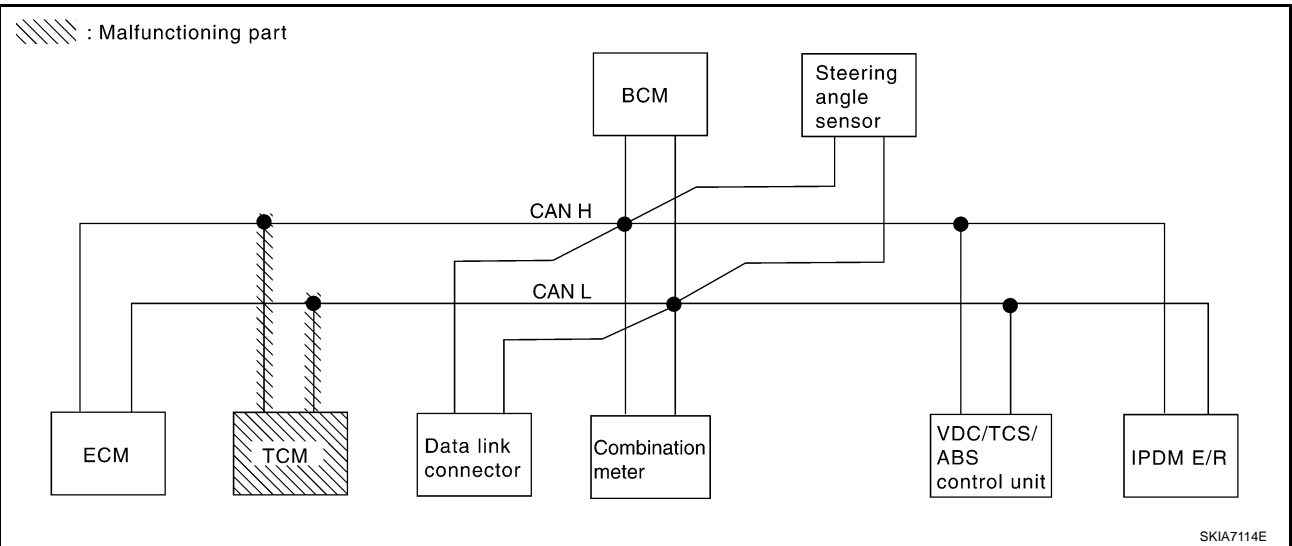 : Malfunctioning part
BCM
Steering
angle
sensor
CAN H
CAN L
ECM
TCM
Data link
connector
Combination
meter
VDC/TCS/
ABS
control unit
IPDM E/R
SKIA7114E